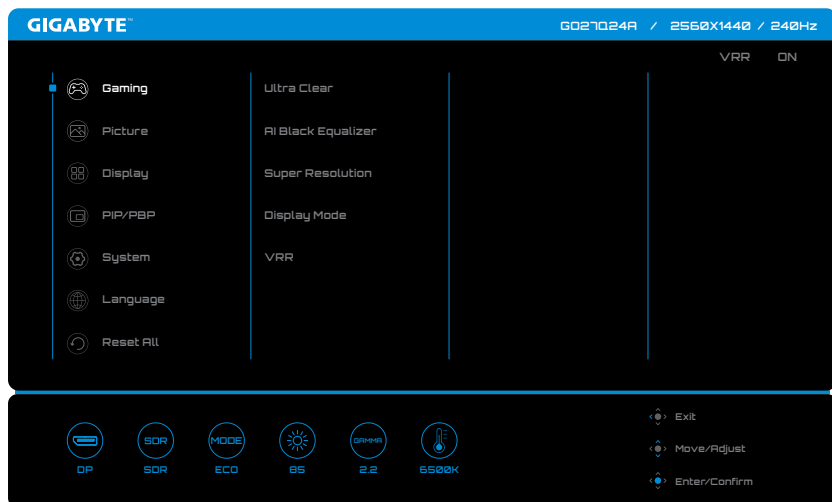 GIGABYTE™ GO27Q24A / 2560X1440 / 240Hz
VRR ON
Gaming Ultra Clear
Picture AI Black Equalizer
Display Super Resolution
PIP/PBP Display Mode
System VRR
Language
Reset All
Exit
SDR MODE GAMMA
Move/Adjust
DP SDR ECO 85 2.2 6500K
Enter/Confirm